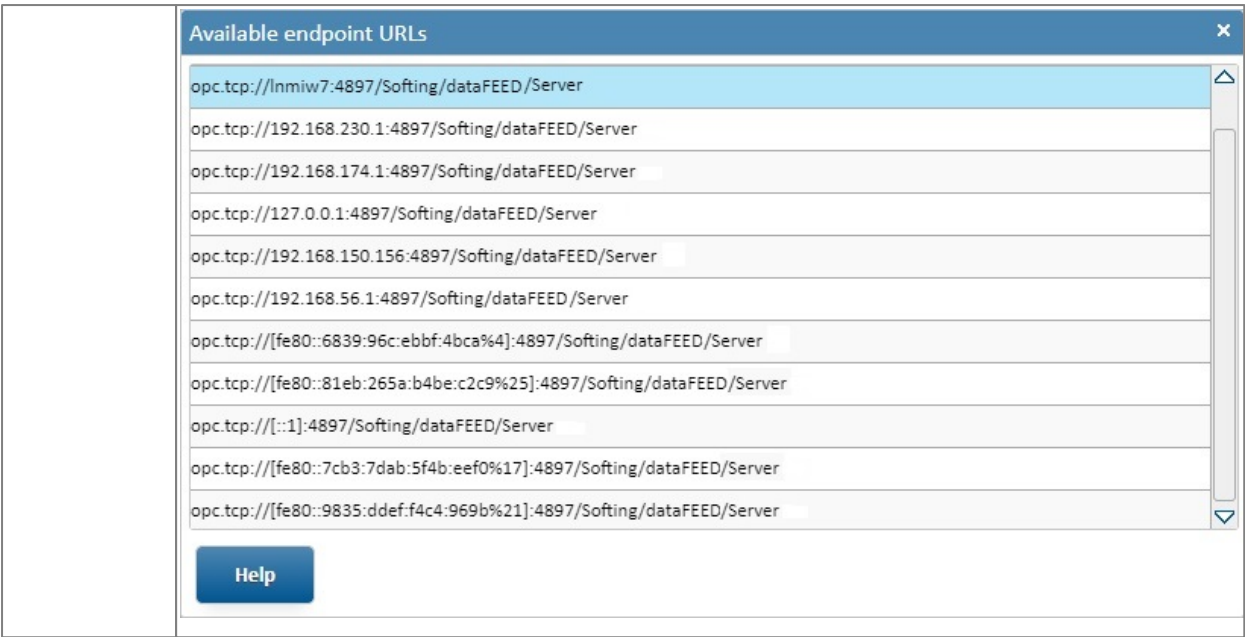 Available endpoint URLs ×
opc.tcp://lnmiw7:4897/Softing/dataFEED/Server
opc.tcp://192.168.230.1:4897/Softing/dataFEED/Server
opc.tcp://192.168.174.1:4897/Softing/dataFEED/Server
opc.tcp://127.0.0.1:4897/Softing/dataFEED/Server
opc.tcp://192.168.150.156:4897/Softing/dataFEED/Server
opc.tcp://192.168.56.1:4897/Softing/dataFEED/Server
opc.tcp://[fe80::6839:96c:ebbf:4bca%4]:4897/Softing/dataFEED/Server
opc.tcp://[fe80::81eb:265a:b4be:c2c9%25]:4897/Softing/dataFEED/Server
opc.tcp://[::1]:4897/Softing/dataFEED/Server
opc.tcp://[fe80::7cb3:7dab:5f4b:eef0%17]:4897/Softing/dataFEED/Server
opc.tcp://[fe80::9835:ddef:f4c4:969b%21]:4897/Softing/dataFEED/Server
Help